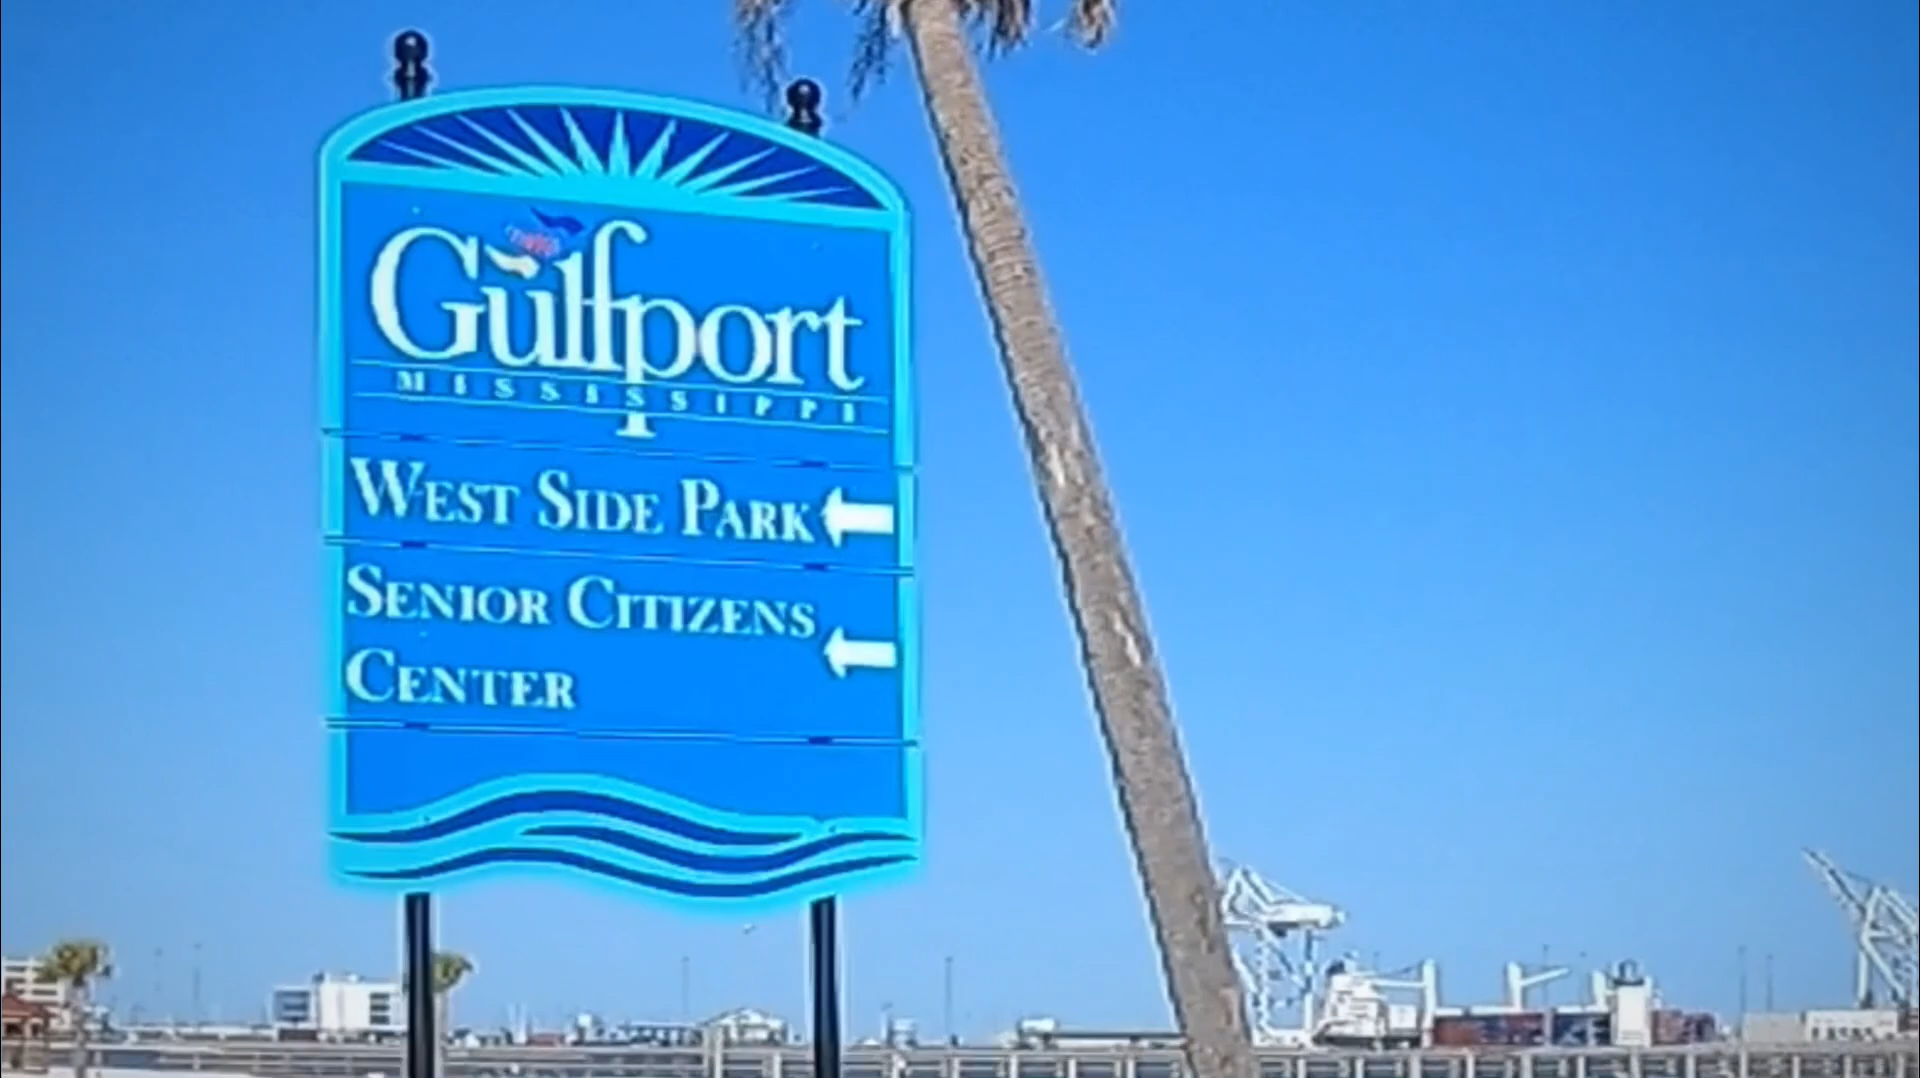 Gulfport
MISSISSIPPI
WEST SIDE PARK
SENIOR CITIZENS
CENTER